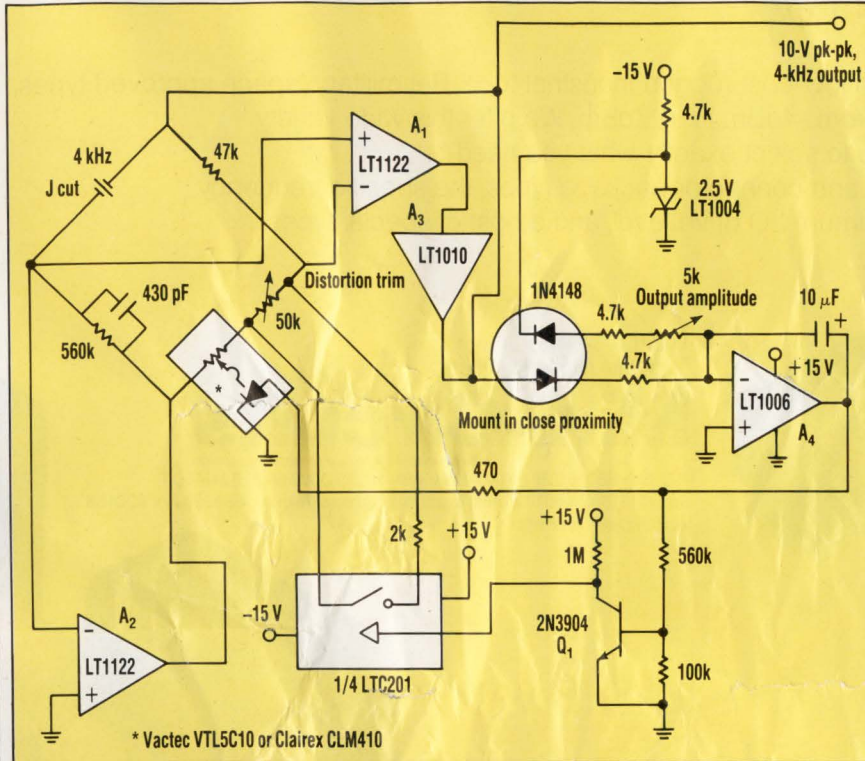 10-V pk-pk,
4-kHz output
–15 V
4.7k
2.5 V
LT1004
4 kHz
J cut
47k
A1
LT1122
A3
LT1010
Distortion trim
50k
430 pF
560k
*
1N4148
4.7k
5k
Output amplitude
10 µF
+
4.7k
+15 V
LT1006
A4
Mount in close proximity
470
2k
+15 V
+15 V
1M
560k
2N3904
Q1
100k
–15 V
1/4 LTC201
A2
LT1122
* Vactec VTL5C10 or Clairex CLM410